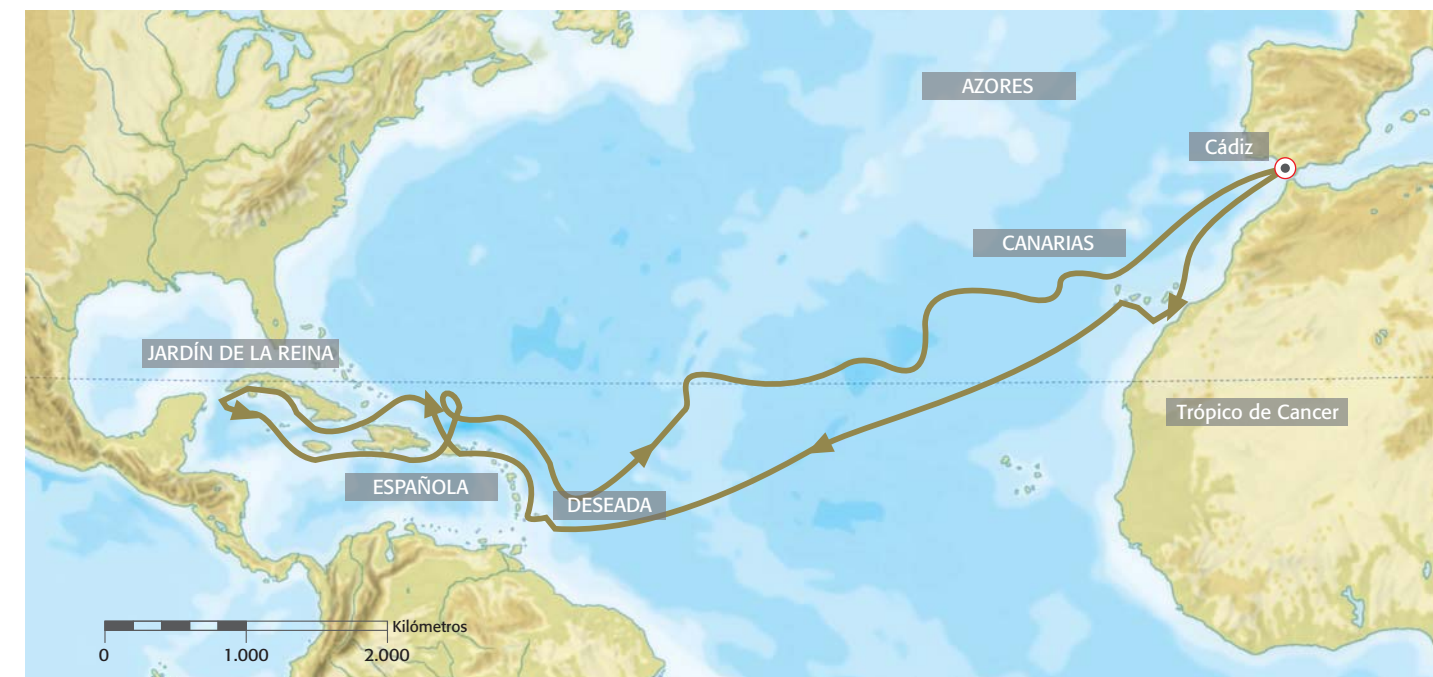 AZORES
Cádiz
CANARIAS
JARDÍN DE LA REINA
Trópico de Cancer
ESPAÑOLA
DESEADA
Kilómetros
0 1.000 2.000